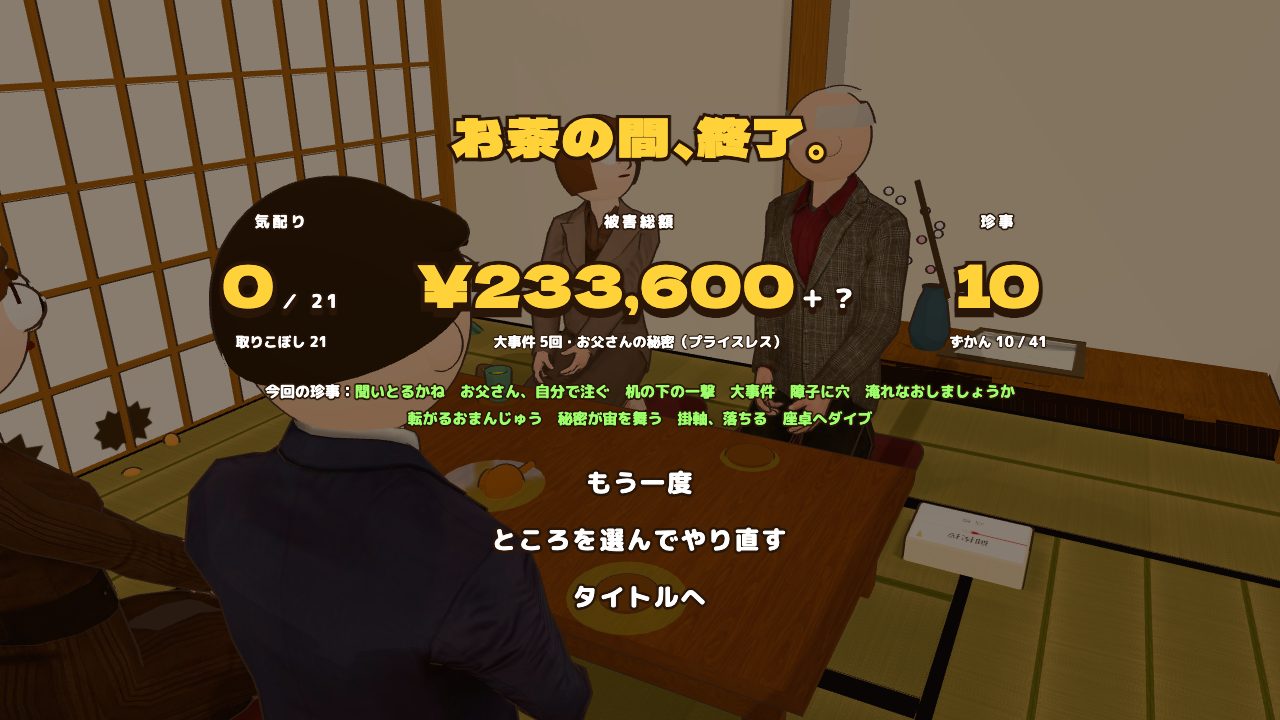 お茶の間、終了。
気配り
被害総額
珍事
0 / 21
¥233,600 + ?
10
取りこぼし 21
大事件 5回・お父さんの秘密（プライスレス）
ずかん 10 / 41
今回の珍事：聞いとるかね　お父さん、自分で注ぐ　机の下の一撃　大事件　障子に穴　淹れなおしましょうか
転がるおまんじゅう　秘密が宙を舞う　掛軸、落ちる　座卓へダイブ
もう一度
ところを選んでやり直す
タイトルへ